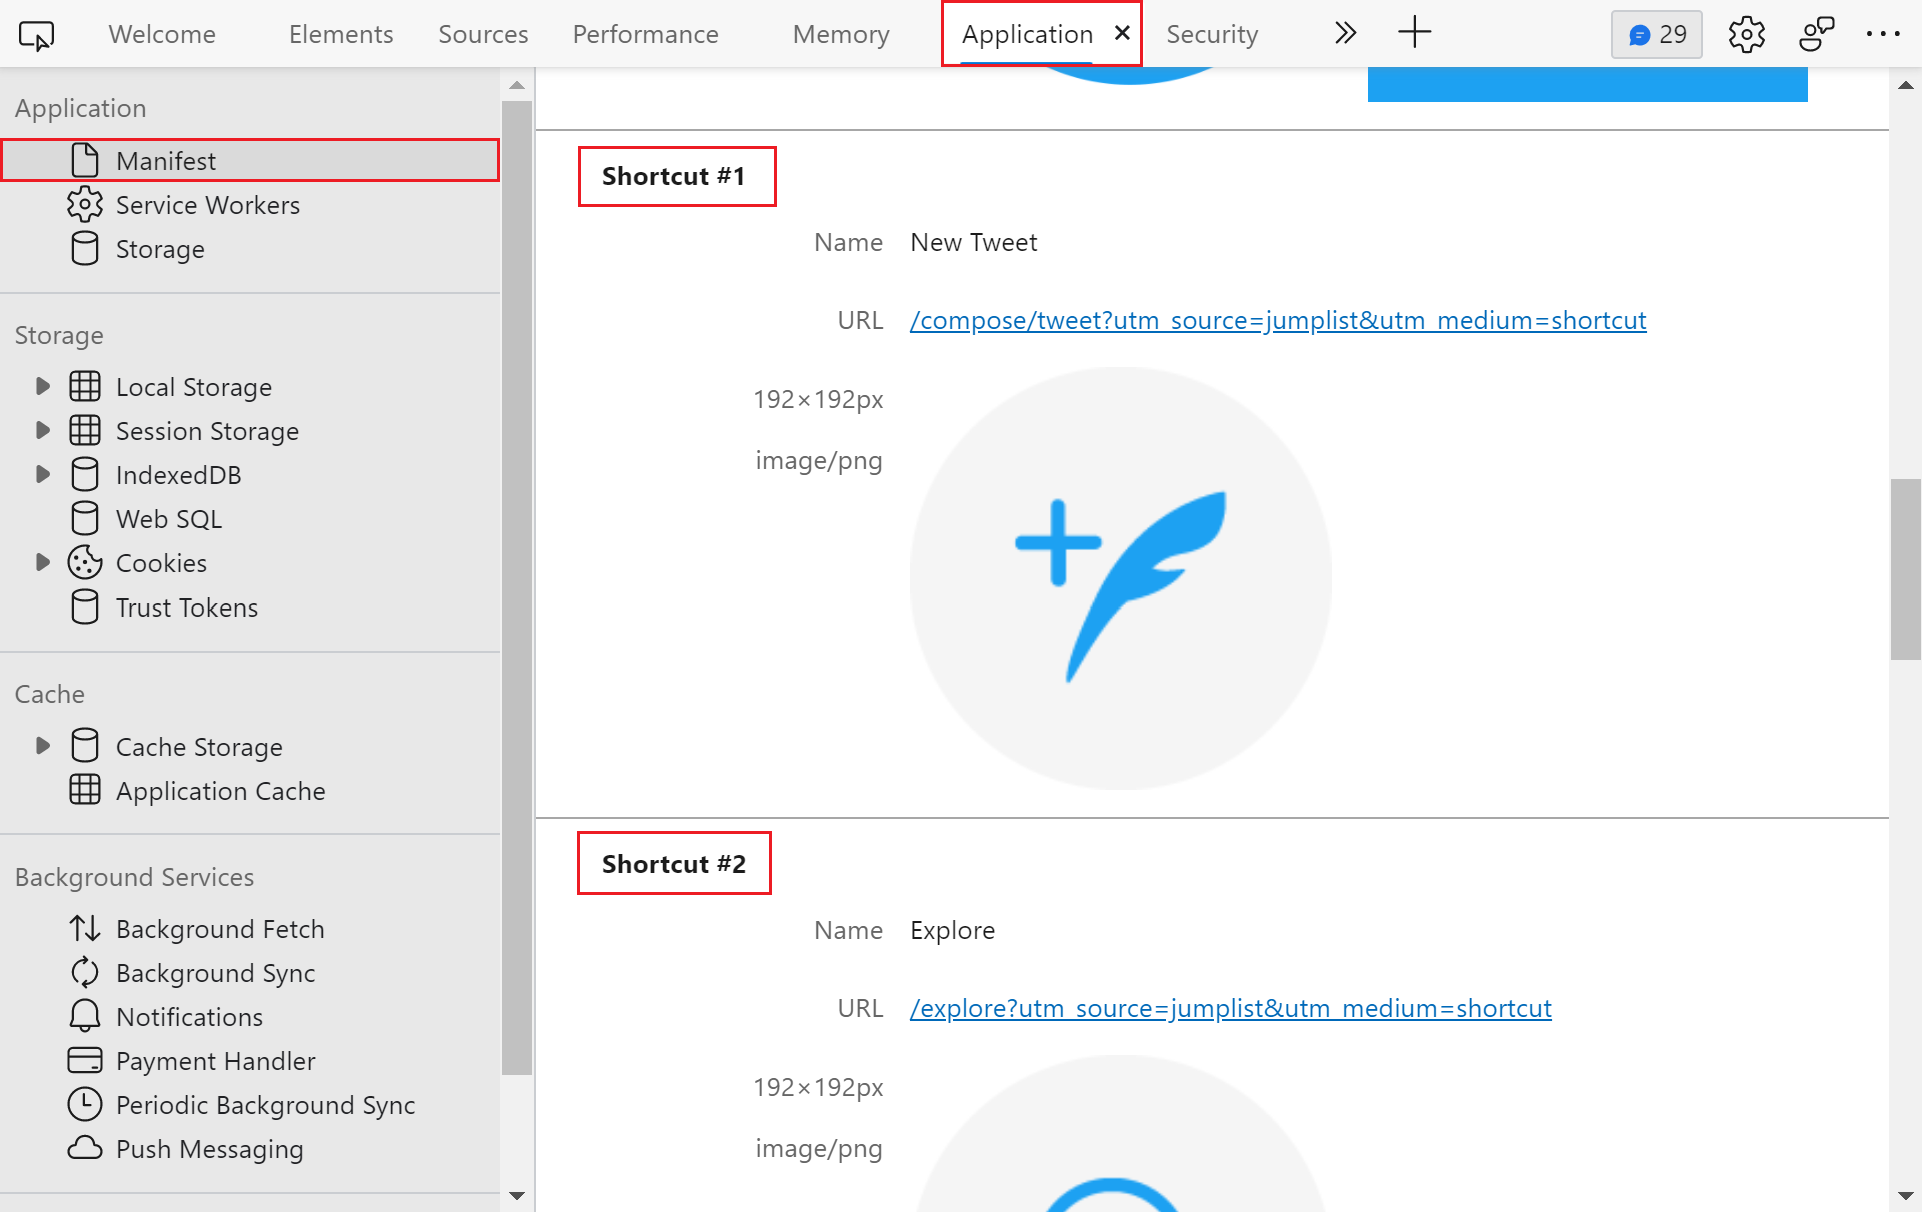 Welcome Elements Sources Performance Memory Application Security 29
Application
Manifest
Service Workers
Storage
Storage
Local Storage
Session Storage
IndexedDB
Web SQL
Cookies
Trust Tokens
Cache
Cache Storage
Application Cache
Background Services
Background Fetch
Background Sync
Notifications
Payment Handler
Periodic Background Sync
Push Messaging
Shortcut #1
Name New Tweet
URL /compose/tweet?utm_source=jumplist&utm_medium=shortcut
192×192px
image/png
Shortcut #2
Name Explore
URL /explore?utm_source=jumplist&utm_medium=shortcut
192×192px
image/png